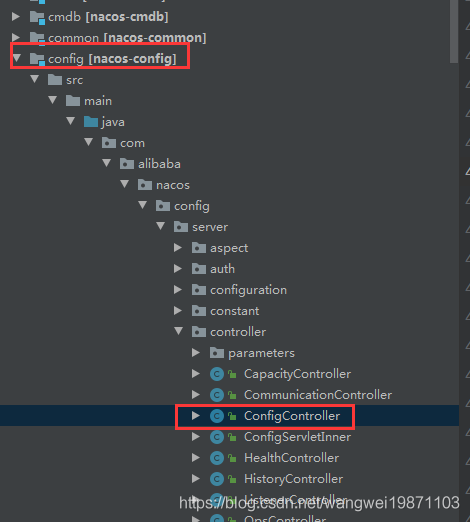 cmdb [nacos-cmdb]
common [nacos-common]
config [nacos-config]
src
main
java
com
alibaba
nacos
config
server
aspect
auth
configuration
constant
controller
parameters
CapacityController
CommunicationController
ConfigController
ConfigServletInner
HealthController
HistoryController
ListenerController
https://blog.csdn.net/wangwei19871103
OpsController